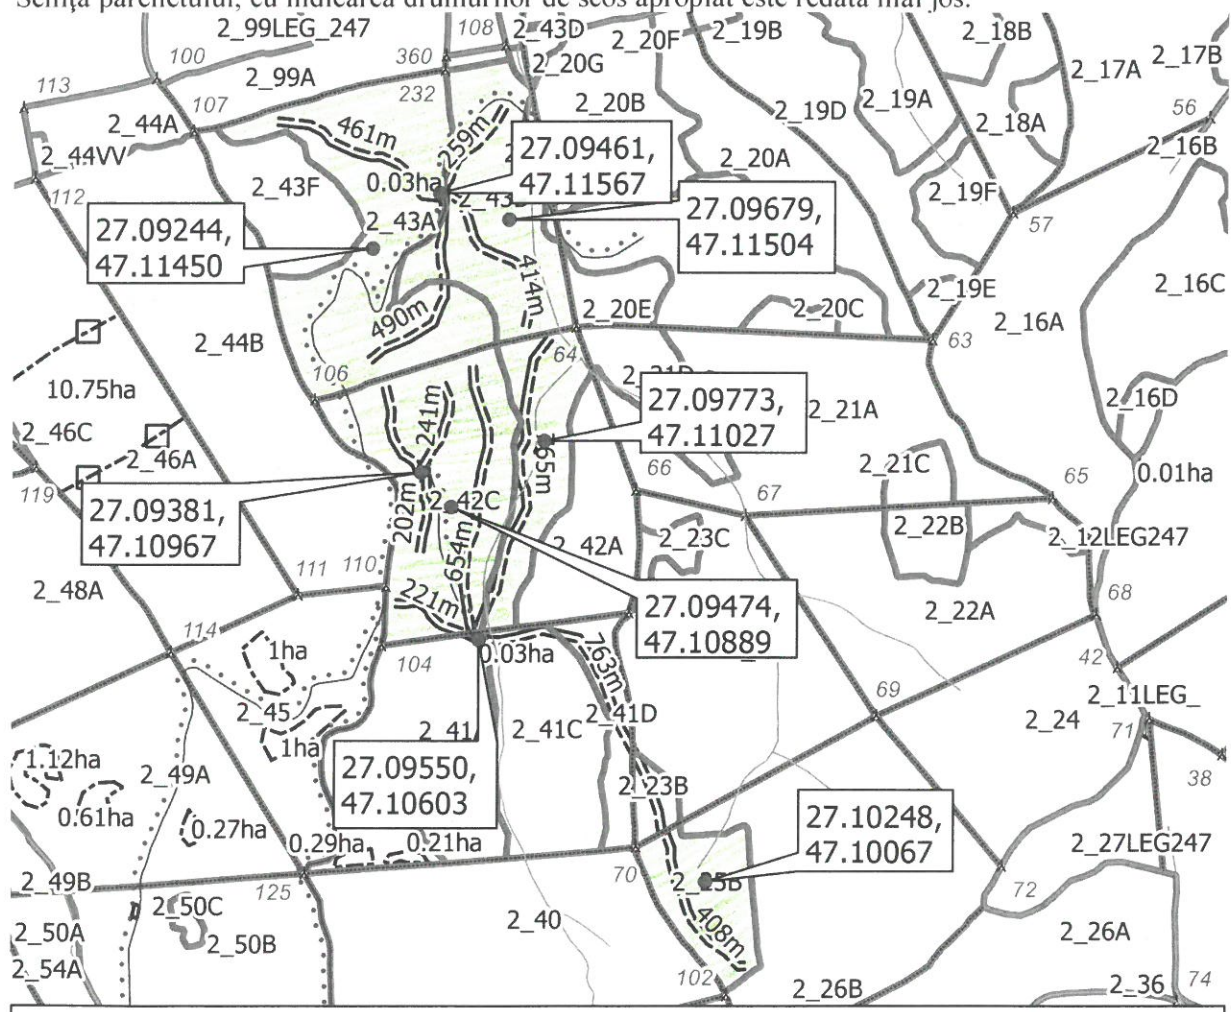 Schița parchetului, cu indicarea drumurilor de scos apropiat este redată mai jos.
2_99LEG_247
108
2_43D
2_20F
2_19B
2_18B
2_17B
100
360
2_20G
2_17A
113
2_99A
232
2_20B
2_19D
2_19A
56
107
2_44A
461m
259m
2_18A
2_16B
2_44VV
27.09461,
47.11567
2_20A
112
2_43F
0.03ha
2_19F
57
27.09244,
47.11450
2_43A
27.09679,
47.11504
414m
2_19E
2_16C
490m
2_20E
2_20C
2_16A
2_44B
63
106
64
10.75ha
27.09773,
47.11027
2_21A
2_16D
241m
2_46C
2_46A
66
2_21C
0.01ha
119
65
67
27.09381,
47.10967
202m
2_42C
2_22B
2_42A
2_23C
2_12LEG247
654m
2_48A
111
110
221m
27.09474,
47.10889
2_22A
68
114
1ha
104
0.03ha
763m
42
69
2_11LEG_
2_45
2_41D
2_24
71
1ha
2_41
2_41C
1.12ha
2_49A
27.09550,
47.10603
2_23B
38
0.61ha
0.27ha
27.10248,
47.10067
0.29ha
0.21ha
2_27LEG247
2_49B
125
70
72
2_50C
2_40
2_50A
2_50B
408m
2_26A
2_54A
102
2_26B
2_36
74